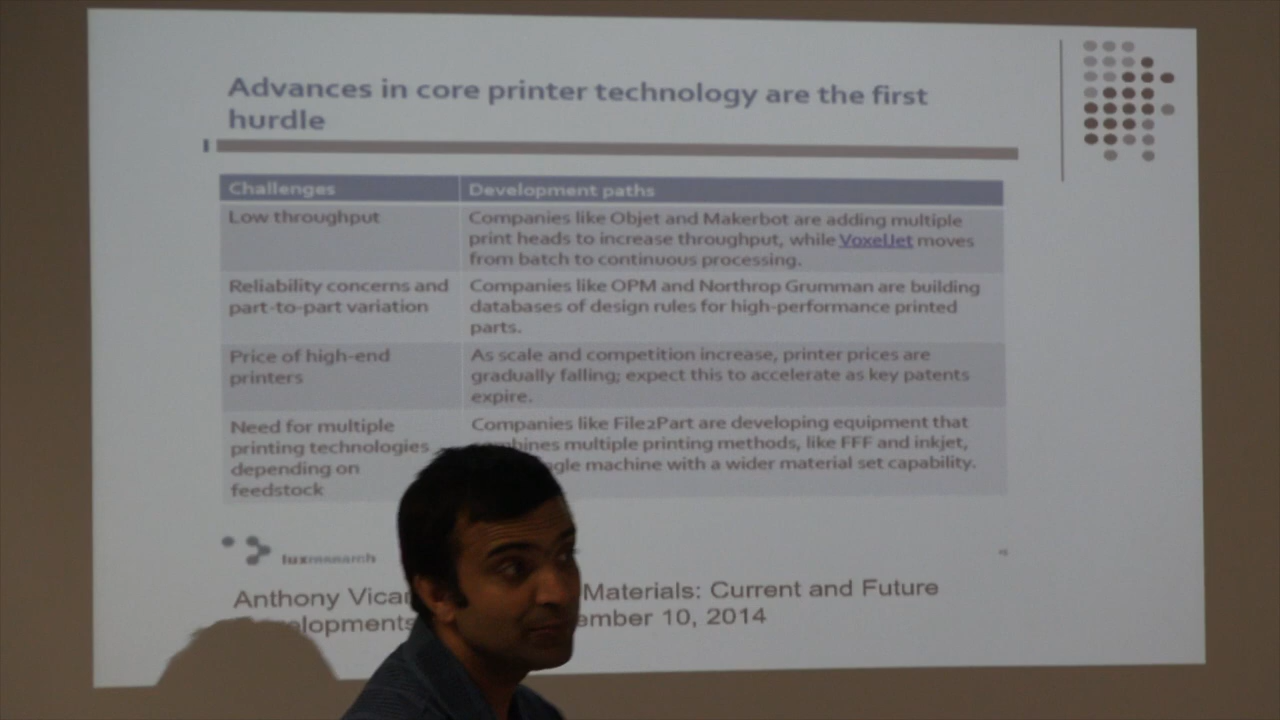 Advances in core printer technology are the first
hurdle
Challenges
Development paths
Low throughput
Companies like Objet and Makerbot are adding multiple
print heads to increase throughput, while VoxelJet moves
from batch to continuous processing.
Reliability concerns and
part-to-part variation
Companies like OPM and Northrop Grumman are building
databases of design rules for high-performance printed
parts.
Price of high-end
printers
As scale and competition increase, printer prices are
gradually falling; expect this to accelerate as key patents
expire.
Need for multiple
printing technologies
depending on
feedstock
Companies like File2Part are developing equipment that
multiple printing methods, like FFF and inkjet,
machine with a wider material set capability.
Anthony Materials: Current and Future
10, 2014